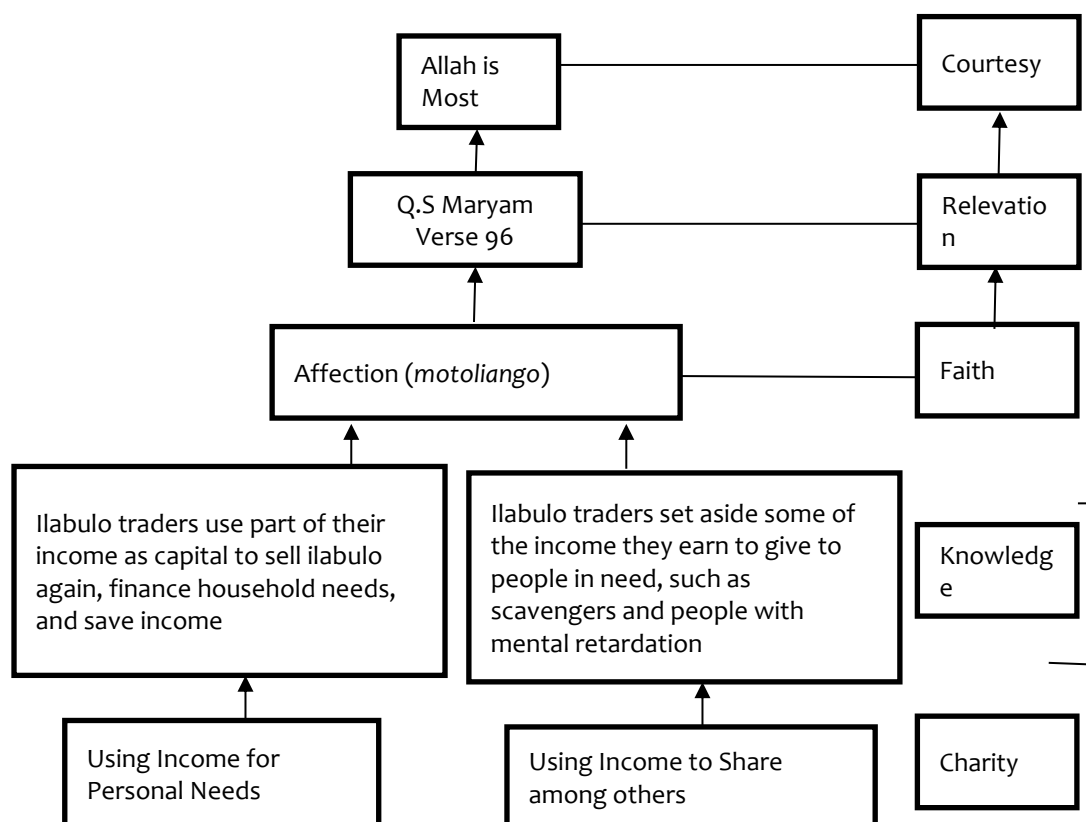 Allah is
Most
Courtesy
Q.S Maryam
Verse 96
Relevatio
n
Affection (motoliango)
Faith
Ilabulo traders use part of their
income as capital to sell ilabulo
again, finance household needs,
and save income
Ilabulo traders set aside some of
the income they earn to give to
people in need, such as
scavengers and people with
mental retardation
Knowledg
e
Using Income for
Personal Needs
Using Income to Share
among others
Charity